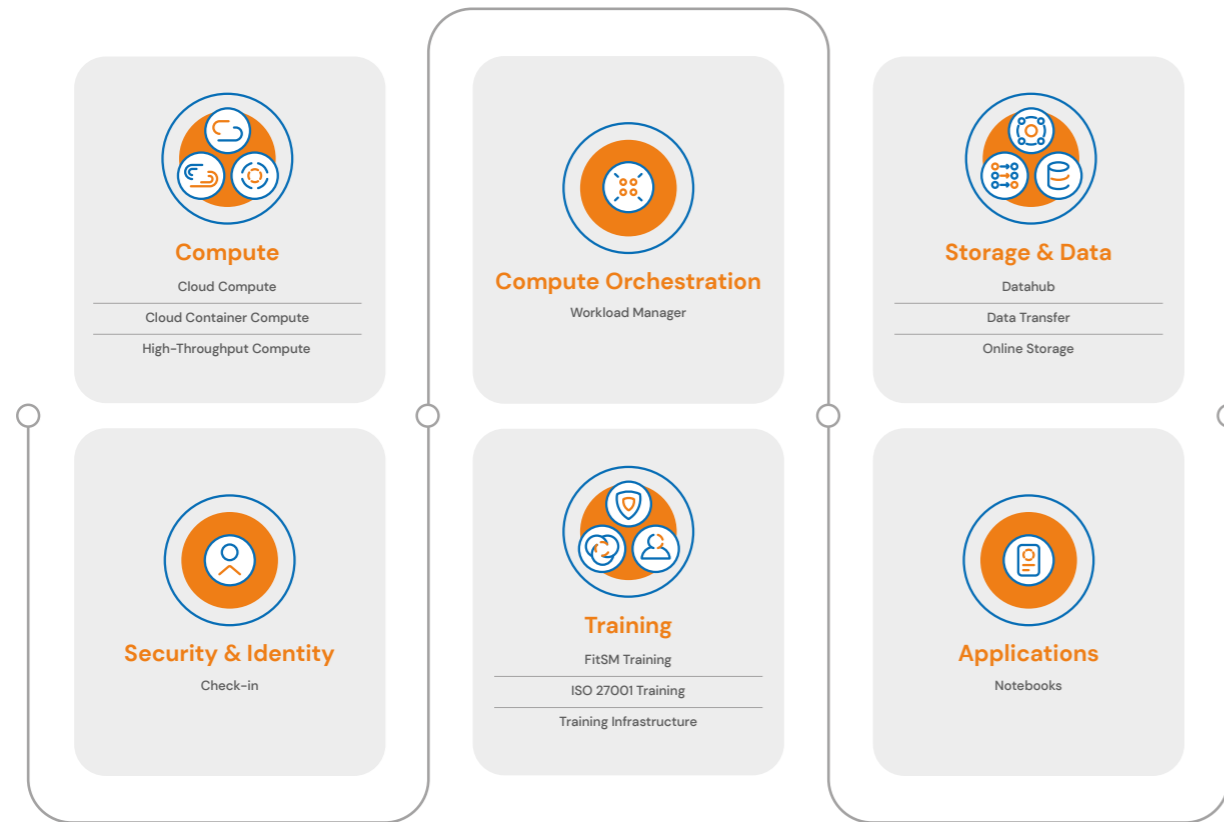 Compute
Cloud Compute
Cloud Container Compute
High-Throughput Compute
Compute Orchestration
Workload Manager
Storage & Data
Datahub
Data Transfer
Online Storage
Security & Identity
Check-in
Training
FitSM Training
ISO 27001 Training
Training Infrastructure
Applications
Notebooks